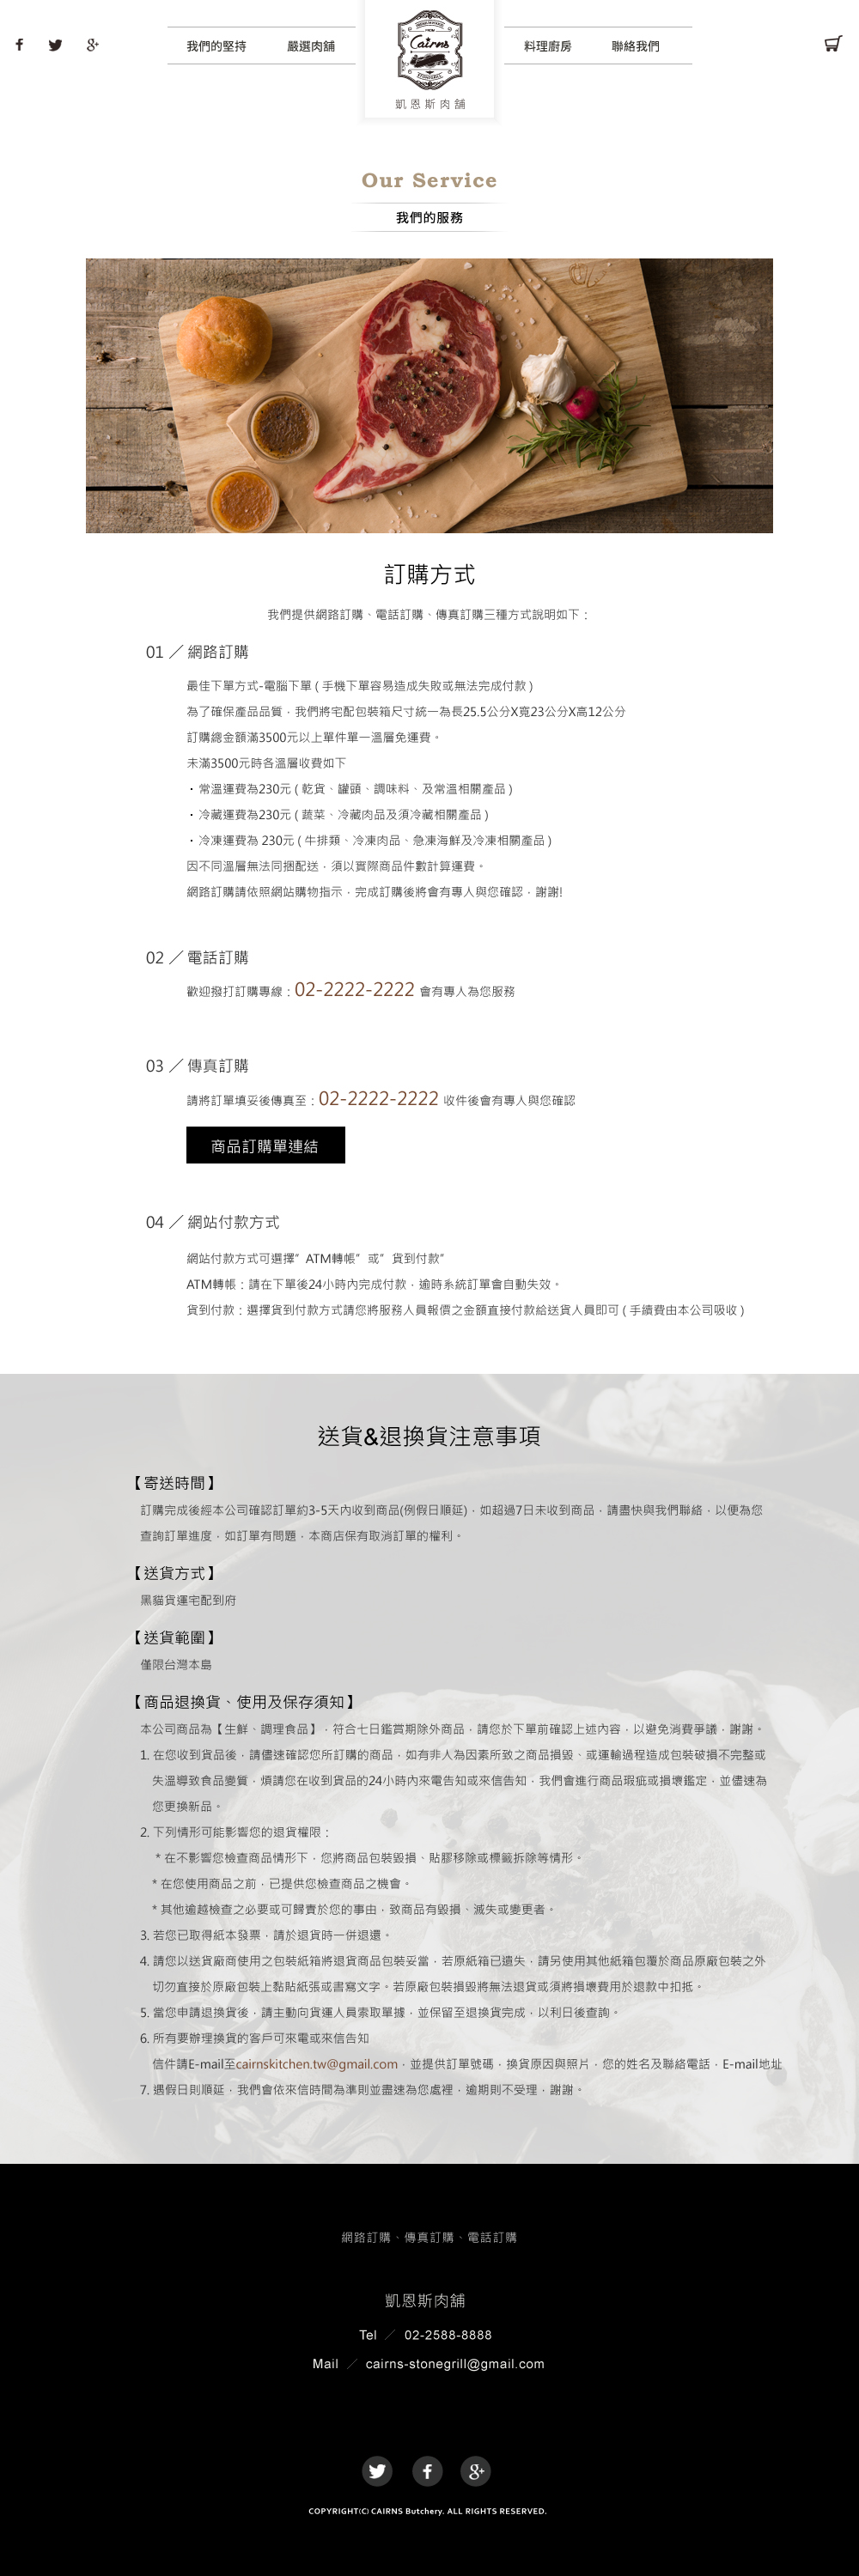 我們的堅持
嚴選肉舖
Cairns
凱恩斯肉舖
料理廚房
聯絡我們
Our Service
我們的服務
訂購方式
我們提供網路訂購、電話訂購、傳真訂購三種方式說明如下：
01 ／網路訂購
最佳下單方式-電腦下單 ( 手機下單容易造成失敗或無法完成付款 )
為了確保產品品質，我們將宅配包裝箱尺寸統一為長25.5公分X寬23公分X高12公分
訂購總金額滿3500元以上單件單一溫層免運費。
未滿3500元時各溫層收費如下
・常溫運費為230元 ( 乾貨、罐頭、調味料、及常溫相關產品 )
・冷藏運費為230元 ( 蔬菜、冷藏肉品及須冷藏相關產品 )
・冷凍運費為 230元 ( 牛排類、冷凍肉品、急凍海鮮及冷凍相關產品 )
因不同溫層無法同捆配送，須以實際商品件數計算運費。
網路訂購請依照網站購物指示，完成訂購後將會有專人與您確認，謝謝!
02 ／電話訂購
歡迎撥打訂購專線：02-2222-2222 會有專人為您服務
03 ／傳真訂購
請將訂單填妥後傳真至：02-2222-2222 收件後會有專人與您確認
商品訂購單連結
04 ／網站付款方式
網站付款方式可選擇”ATM轉帳”或”貨到付款”
ATM轉帳：請在下單後24小時內完成付款，逾時系統訂單會自動失效。
貨到付款：選擇貨到付款方式請您將服務人員報價之金額直接付款給送貨人員即可 ( 手續費由本公司吸收 )
送貨&退換貨注意事項
【寄送時間】
訂購完成後經本公司確認訂單約3-5天內收到商品(例假日順延)，如超過7日未收到商品，請盡快與我們聯絡，以便為您
查詢訂單進度，如訂單有問題，本商店保有取消訂單的權利。
【送貨方式】
黑貓貨運宅配到府
【送貨範圍】
僅限台灣本島
【商品退換貨、使用及保存須知】
本公司商品為【生鮮、調理食品】，符合七日鑑賞期除外商品，請您於下單前確認上述內容，以避免消費爭議，謝謝。
1. 在您收到貨品後，請儘速確認您所訂購的商品，如有非人為因素所致之商品損毀、或運輸過程造成包裝破損不完整或
失溫導致食品變質，煩請您在收到貨品的24小時內來電告知或來信告知，我們會進行商品瑕疵或損壞鑑定，並儘速為
您更換新品。
2. 下列情形可能影響您的退貨權限：
* 在不影響您檢查商品情形下，您將商品包裝毀損、貼膠移除或標籤拆除等情形。
* 在您使用商品之前，已提供您檢查商品之機會。
* 其他逾越檢查之必要或可歸責於您的事由，致商品有毀損、滅失或變更者。
3. 若您已取得紙本發票，請於退貨時一併退還。
4. 請您以送貨廠商使用之包裝紙箱將退貨商品包裝妥當，若原紙箱已遺失，請另使用其他紙箱包覆於商品原廠包裝之外
切勿直接於原廠包裝上黏貼紙張或書寫文字。若原廠包裝損毀將無法退貨或須將損壞費用於退款中扣抵。
5. 當您申請退換貨後，請主動向貨運人員索取單據，並保留至退換貨完成，以利日後查詢。
6. 所有要辦理換貨的客戶可來電或來信告知
信件請E-mail至cairnskitchen.tw@gmail.com，並提供訂單號碼，換貨原因與照片，您的姓名及聯絡電話，E-mail地址
7. 遇假日則順延，我們會依來信時間為準則並盡速為您處裡，逾期則不受理，謝謝。
網路訂購、傳真訂購、電話訂購
凱恩斯肉舖
Tel ／ 02-2588-8888
Mail ／ cairns-stonegrill@gmail.com
COPYRIGHT(C) CAIRNS Butchery. ALL RIGHTS RESERVED.